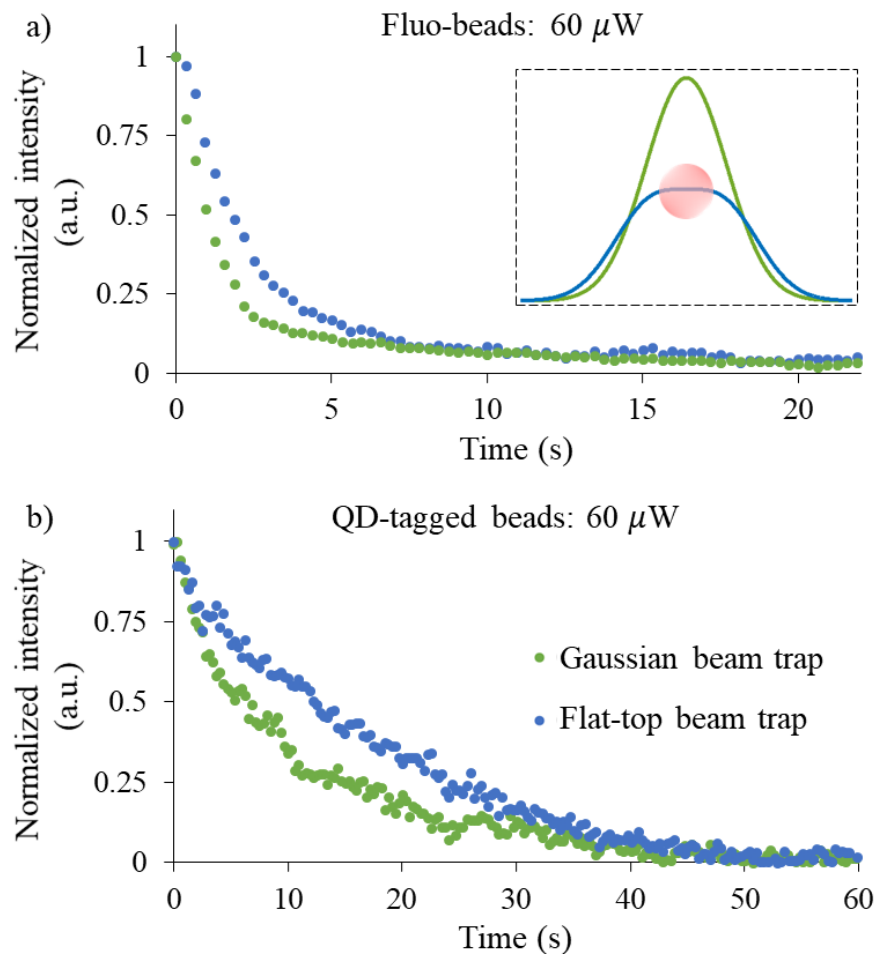 a)
Fluo-beads: 60 𝜇W
Normalized intensity
(a.u.)
1
0.75
0.5
0.25
0
0 5 10 15 20
Time (s)
b)
QD-tagged beads: 60 𝜇W
Normalized intensity
(a.u.)
1
0.75
0.5
0.25
0
Gaussian beam trap
Flat-top beam trap
0 10 20 30 40 50 60
Time (s)